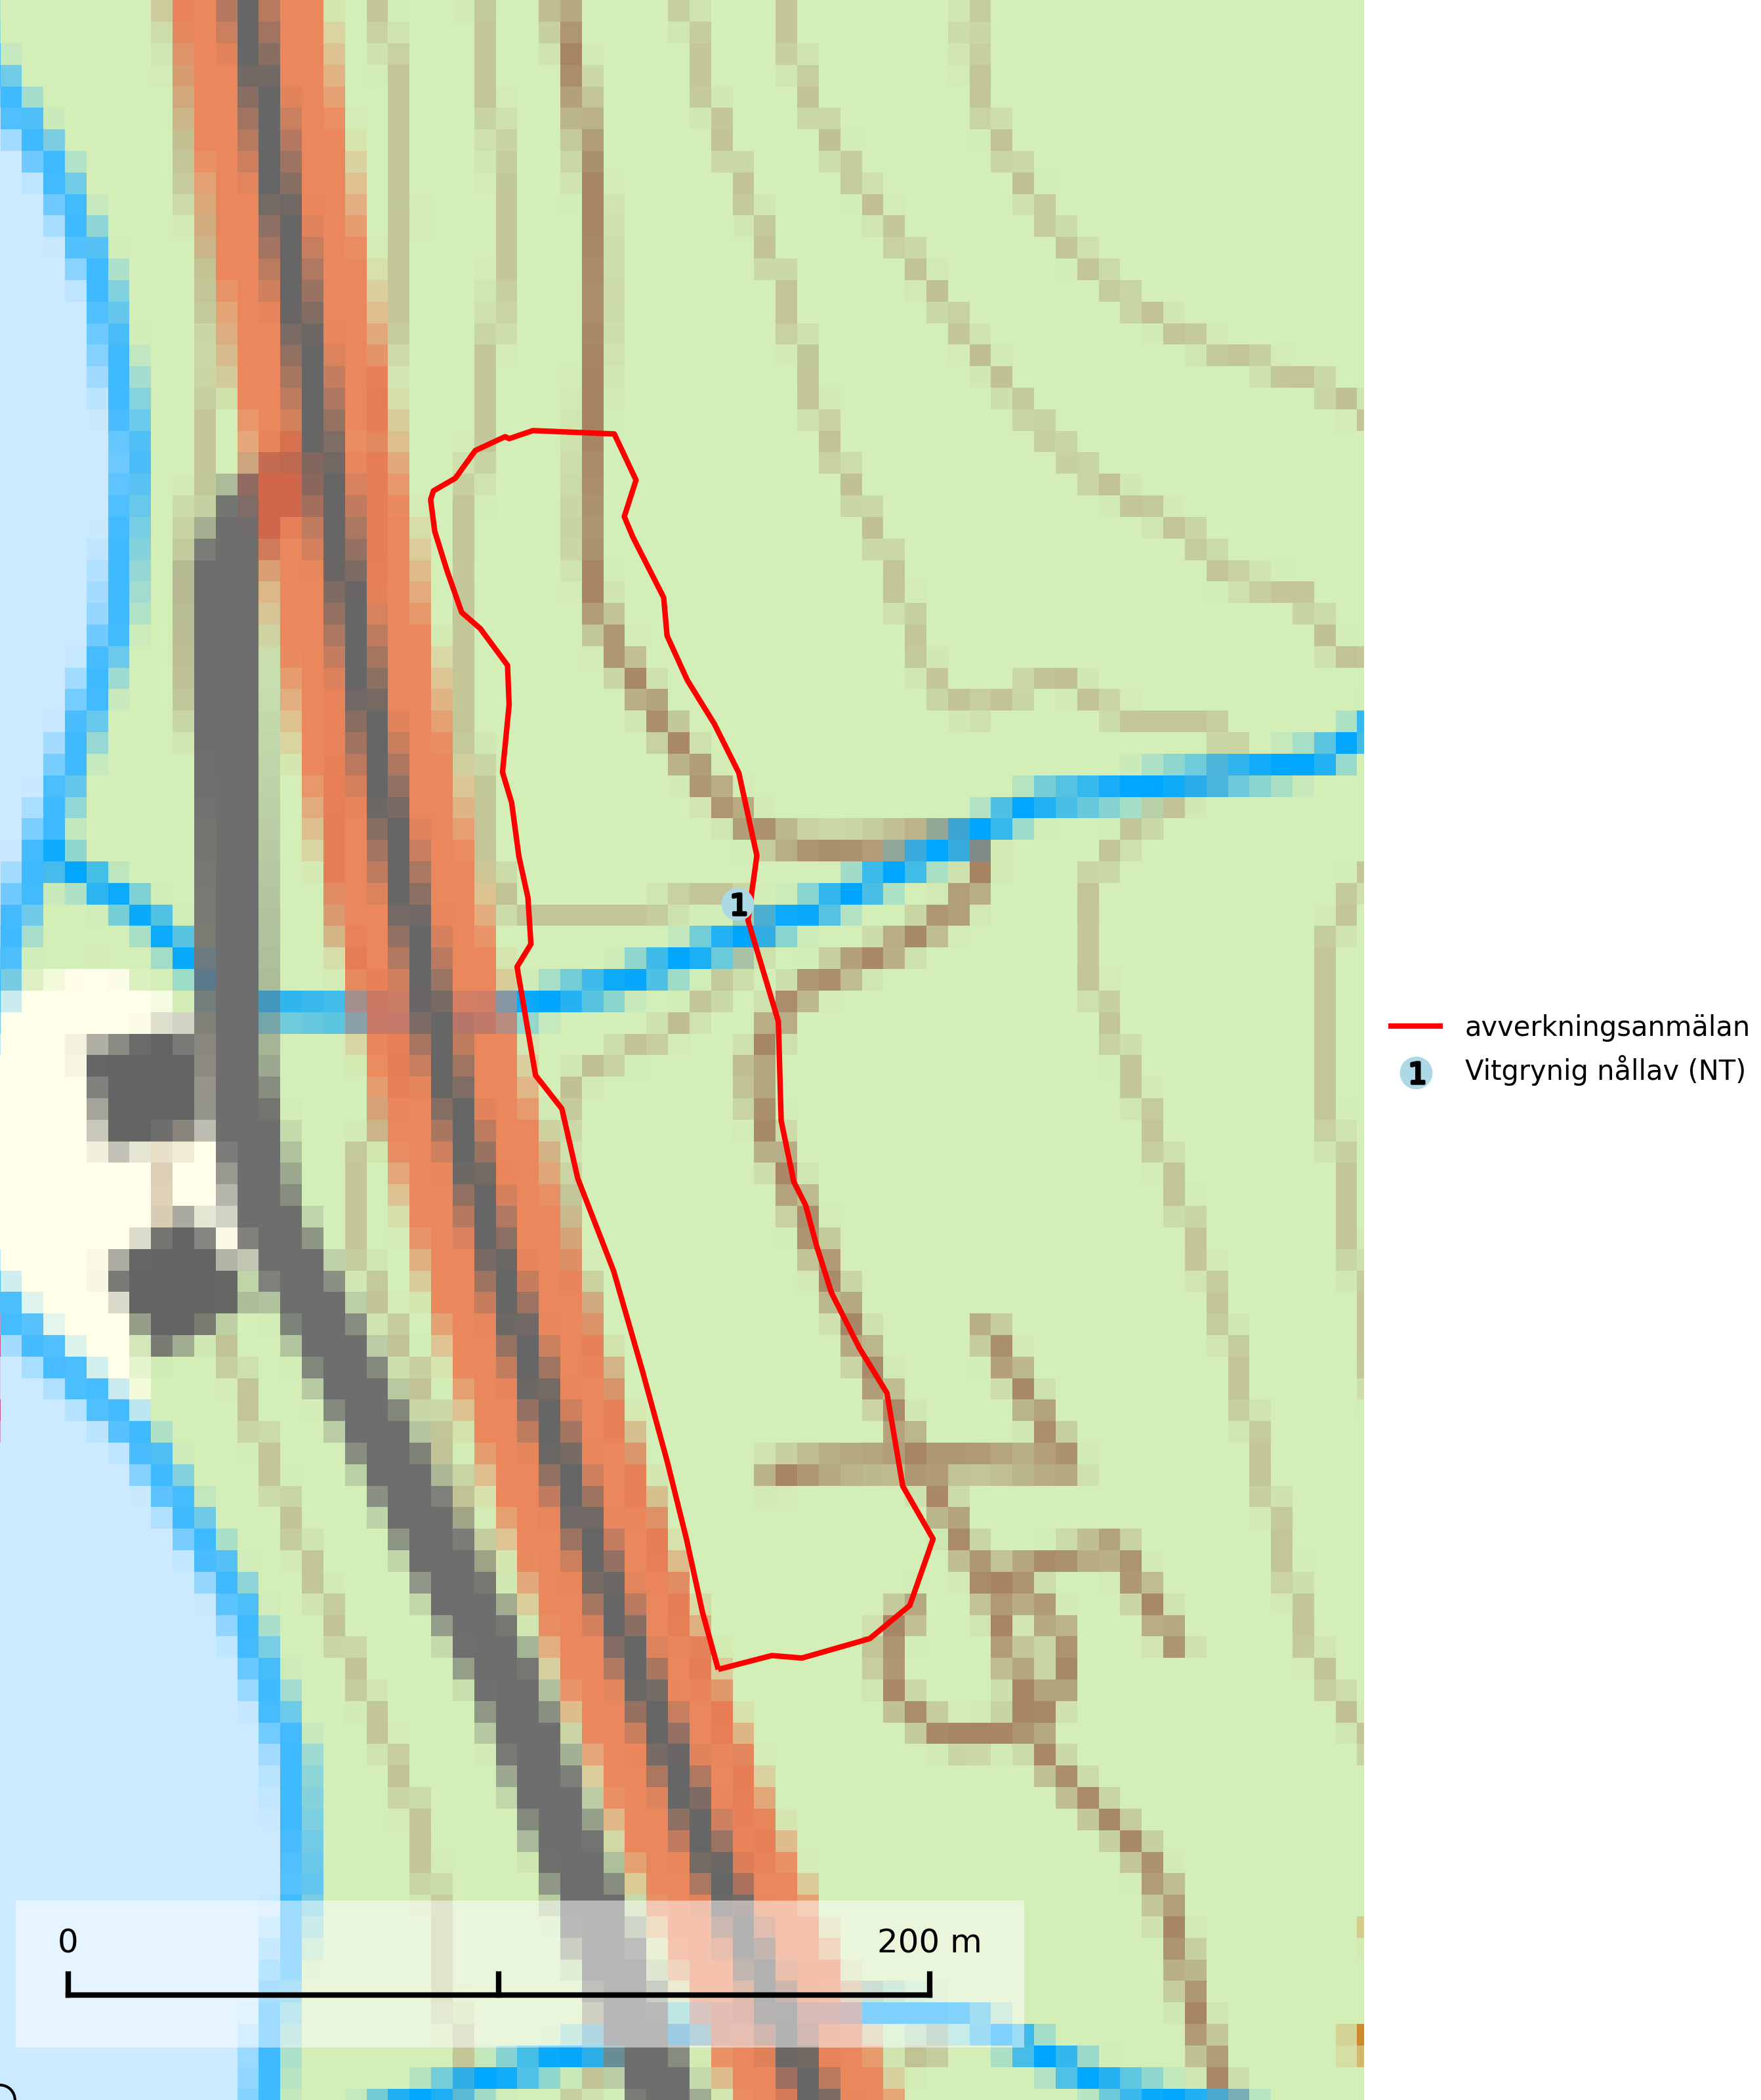 1
avverkningsanmälan
1 Vitgrynig nållav (NT)
0 200 m